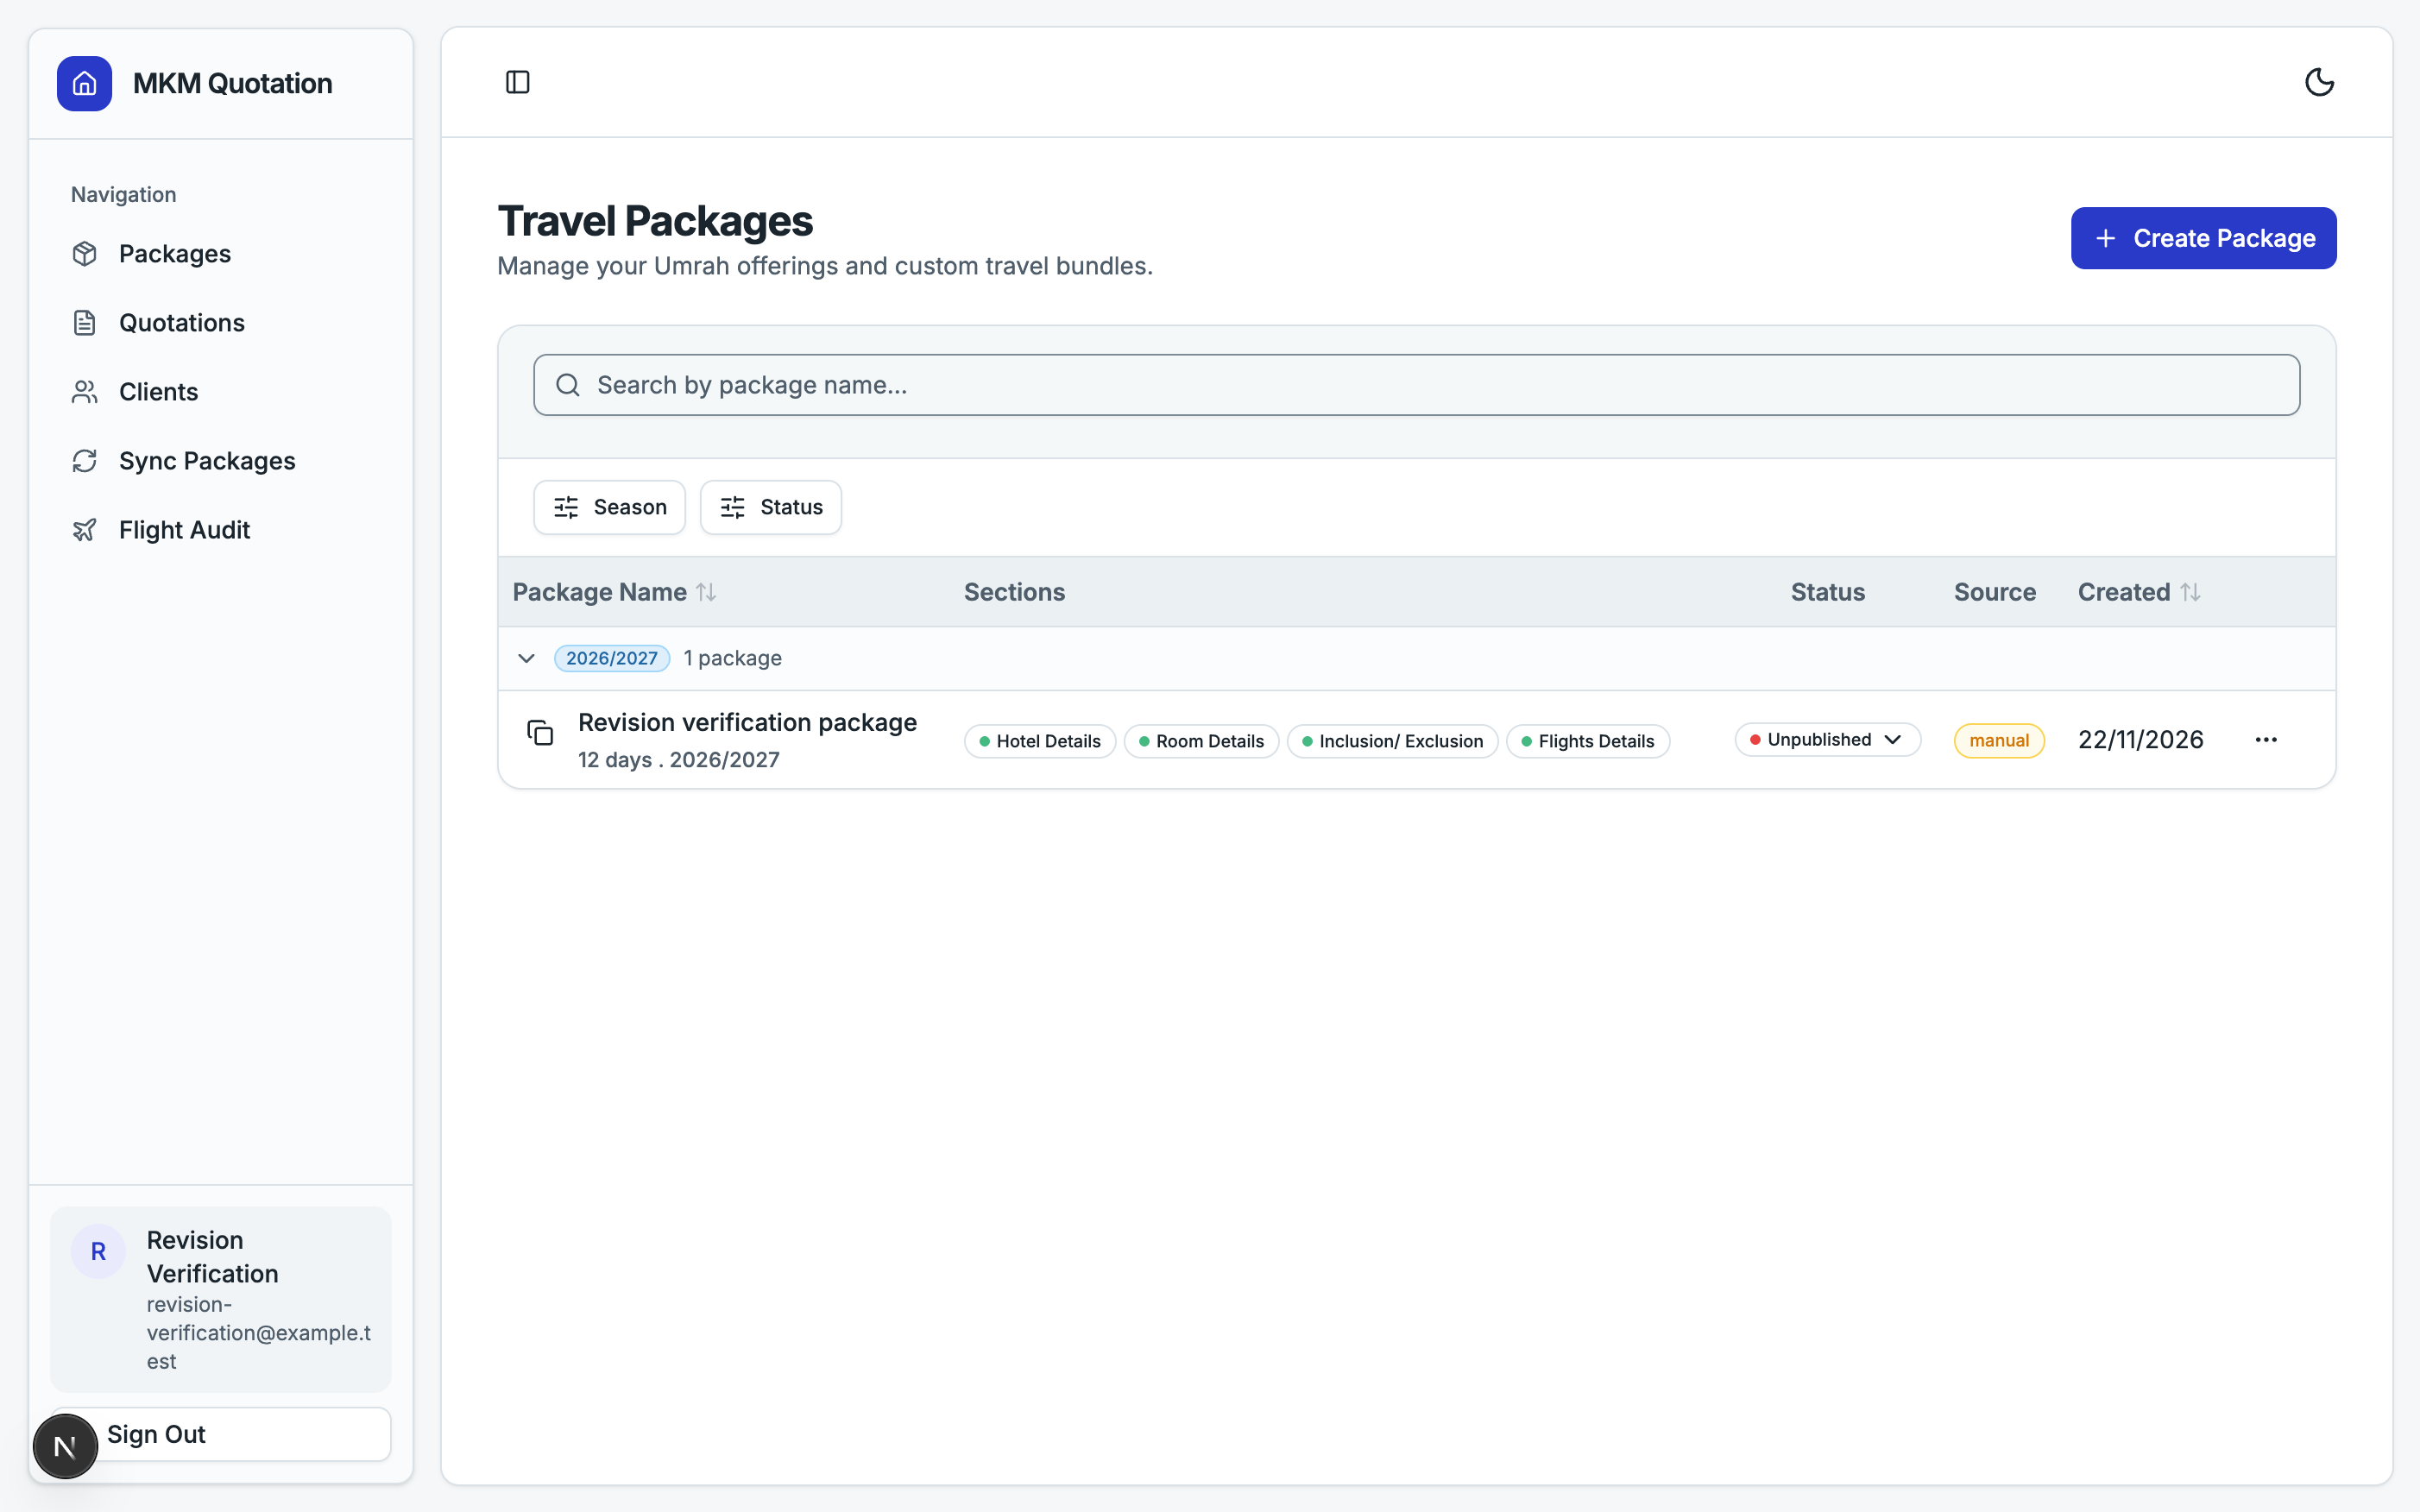 MKM Quotation
Navigation
Packages
Quotations
Clients
Sync Packages
Flight Audit
Revision
Verification
revision-
verification@example.t
est
N
Sign Out
Travel Packages
Manage your Umrah offerings and custom travel bundles.
Create Package
Search by package name...
Season
Status
Package Name
Sections
Status
Source
Created
2026/2027
1 package
Revision verification package
12 days . 2026/2027
Hotel Details
Room Details
Inclusion/ Exclusion
Flights Details
Unpublished
manual
22/11/2026
R